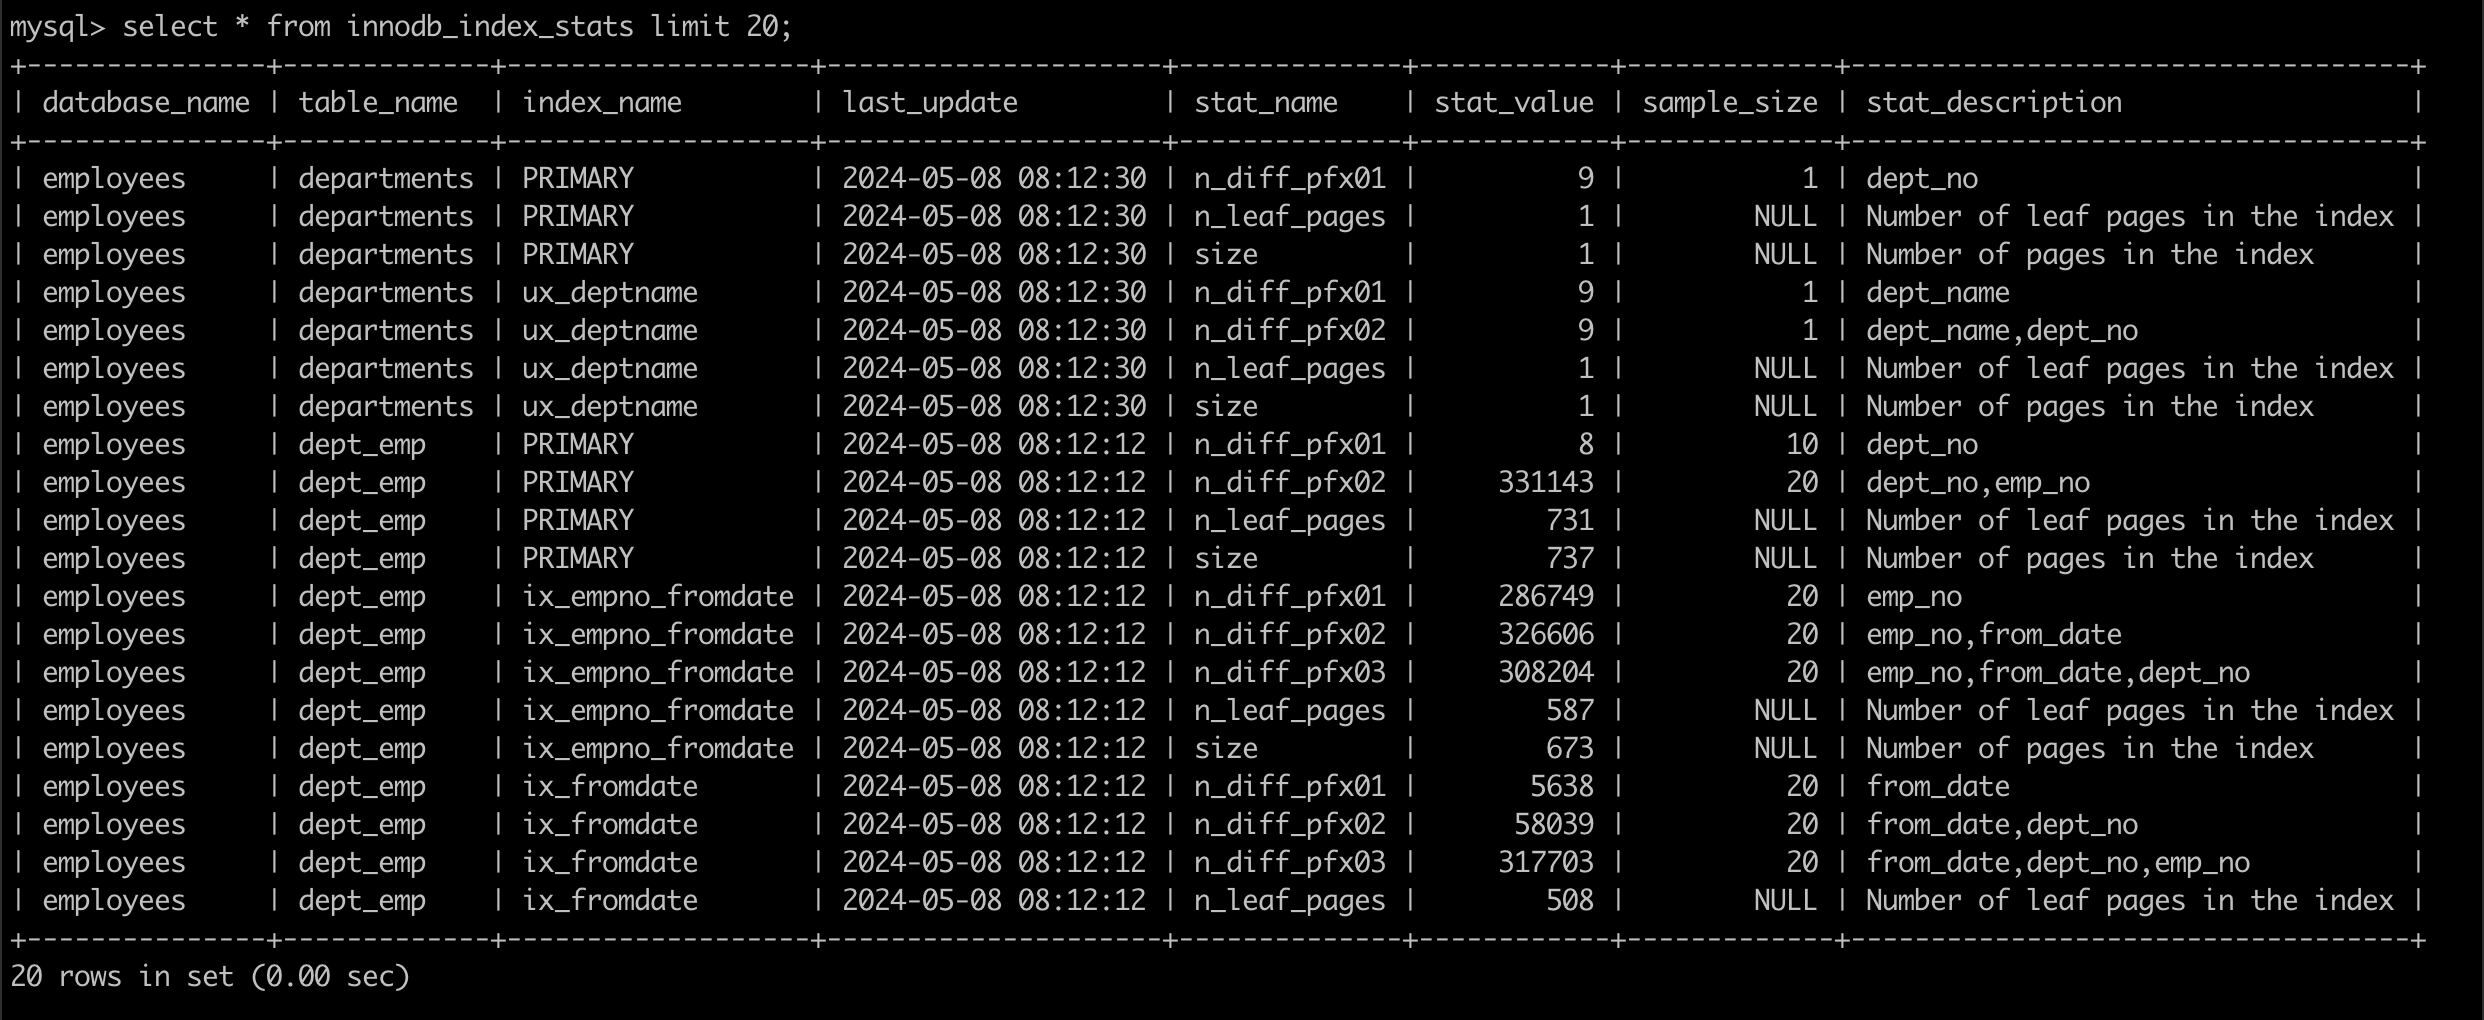 mysql> select * from innodb_index_stats limit 20;
+---------------+-------------+------------------+---------------------+--------------+------------+-------------+-----------------------------------+
| database_name | table_name  | index_name       | last_update         | stat_name    | stat_value | sample_size | stat_description                  |
+---------------+-------------+------------------+---------------------+--------------+------------+-------------+-----------------------------------+
| employees     | departments | PRIMARY          | 2024-05-08 08:12:30 | n_diff_pfx01 |          9 |           1 | dept_no                           |
| employees     | departments | PRIMARY          | 2024-05-08 08:12:30 | n_leaf_pages |          1 |        NULL | Number of leaf pages in the index |
| employees     | departments | PRIMARY          | 2024-05-08 08:12:30 | size         |          1 |        NULL | Number of pages in the index      |
| employees     | departments | ux_deptname      | 2024-05-08 08:12:30 | n_diff_pfx01 |          9 |           1 | dept_name                         |
| employees     | departments | ux_deptname      | 2024-05-08 08:12:30 | n_diff_pfx02 |          9 |           1 | dept_name,dept_no                 |
| employees     | departments | ux_deptname      | 2024-05-08 08:12:30 | n_leaf_pages |          1 |        NULL | Number of leaf pages in the index |
| employees     | departments | ux_deptname      | 2024-05-08 08:12:30 | size         |          1 |        NULL | Number of pages in the index      |
| employees     | dept_emp    | PRIMARY          | 2024-05-08 08:12:12 | n_diff_pfx01 |          8 |          10 | dept_no                           |
| employees     | dept_emp    | PRIMARY          | 2024-05-08 08:12:12 | n_diff_pfx02 |     331143 |          20 | dept_no,emp_no                    |
| employees     | dept_emp    | PRIMARY          | 2024-05-08 08:12:12 | n_leaf_pages |        731 |        NULL | Number of leaf pages in the index |
| employees     | dept_emp    | PRIMARY          | 2024-05-08 08:12:12 | size         |        737 |        NULL | Number of pages in the index      |
| employees     | dept_emp    | ix_empno_fromdate | 2024-05-08 08:12:12 | n_diff_pfx01 |     286749 |          20 | emp_no                            |
| employees     | dept_emp    | ix_empno_fromdate | 2024-05-08 08:12:12 | n_diff_pfx02 |     326606 |          20 | emp_no,from_date                  |
| employees     | dept_emp    | ix_empno_fromdate | 2024-05-08 08:12:12 | n_diff_pfx03 |     308204 |          20 | emp_no,from_date,dept_no          |
| employees     | dept_emp    | ix_empno_fromdate | 2024-05-08 08:12:12 | n_leaf_pages |        587 |        NULL | Number of leaf pages in the index |
| employees     | dept_emp    | ix_empno_fromdate | 2024-05-08 08:12:12 | size         |        673 |        NULL | Number of pages in the index      |
| employees     | dept_emp    | ix_fromdate      | 2024-05-08 08:12:12 | n_diff_pfx01 |       5638 |          20 | from_date                         |
| employees     | dept_emp    | ix_fromdate      | 2024-05-08 08:12:12 | n_diff_pfx02 |      58039 |          20 | from_date,dept_no                 |
| employees     | dept_emp    | ix_fromdate      | 2024-05-08 08:12:12 | n_diff_pfx03 |     317703 |          20 | from_date,dept_no,emp_no          |
| employees     | dept_emp    | ix_fromdate      | 2024-05-08 08:12:12 | n_leaf_pages |        508 |        NULL | Number of leaf pages in the index |
+---------------+-------------+------------------+---------------------+--------------+------------+-------------+-----------------------------------+
20 rows in set (0.00 sec)